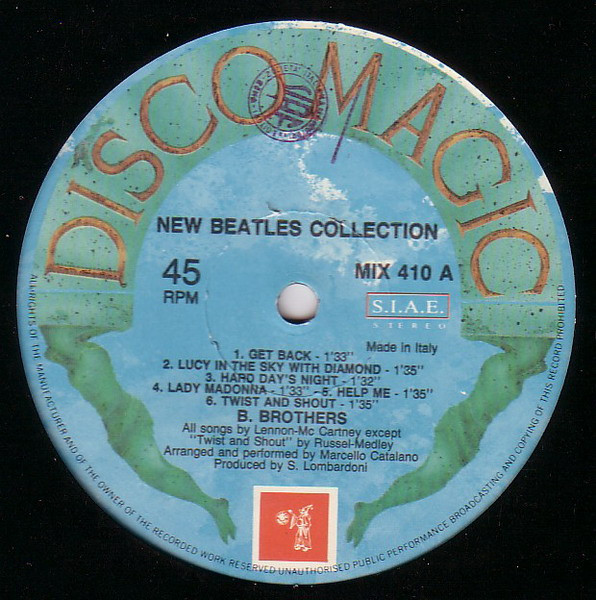 DISCO MAGIC
NEW BEATLES COLLECTION
45
RPM
MIX 410 A
S.I.A.E.
STEREO
Made in Italy
1. GET BACK - 1'33''
2. LUCY IN THE SKY WITH DIAMOND - 1'35''
3. HARD DAY'S NIGHT - 1'32''
4. LADY MADONNA - 1'33'' - 5. HELP ME - 1'35''
6. TWIST AND SHOUT - 1'35''
B. BROTHERS
All songs by Lennon-Mc Cartney except
"Twist and Shout" by Russel-Medley
Arranged and performed by Marcello Catalano
Produced by S. Lombardoni
ALL RIGHTS OF THE MANUFACTURER AND OF THE OWNER OF THE RECORDED WORK RESERVED UNAUTHORISED PUBLIC PERFORMANCE BROADCASTING AND COPYING OF THIS RECORD PROHIBITED